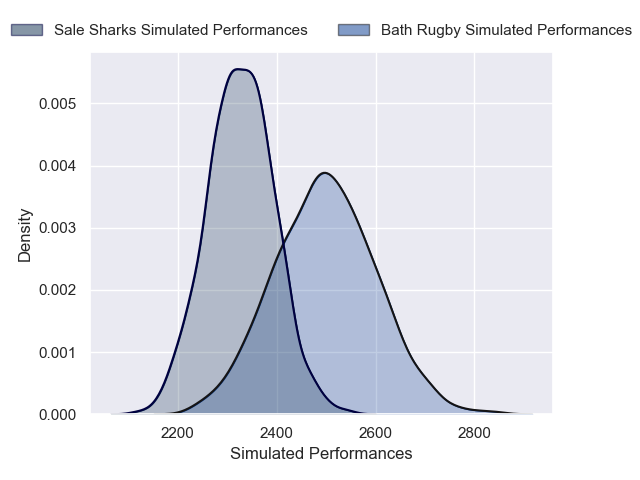 Sale Sharks Simulated Performances
Bath Rugby Simulated Performances
0.005
0.004
0.003
0.002
0.001
0.000
Density
2200 2400 2600 2800
Simulated Performances